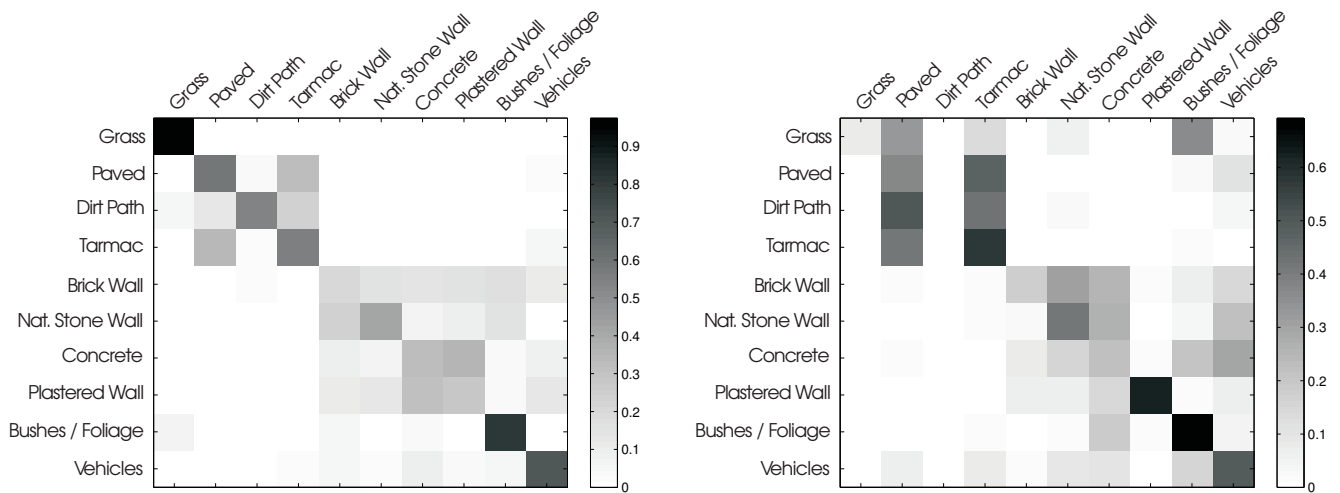 Grass Paved Dirt Path Tarmac Brick Wall Nat. Stone Wall Concrete Plastered Wall Bushes / Foliage Vehicles
Grass
Paved
Dirt Path
Tarmac
Brick Wall
Nat. Stone Wall
Concrete
Plastered Wall
Bushes / Foliage
Vehicles
0.9
0.8
0.7
0.6
0.5
0.4
0.3
0.2
0.1
0
Grass Paved Dirt Path Tarmac Brick Wall Nat. Stone Wall Concrete Plastered Wall Bushes / Foliage Vehicles
Grass
Paved
Dirt Path
Tarmac
Brick Wall
Nat. Stone Wall
Concrete
Plastered Wall
Bushes / Foliage
Vehicles
0.6
0.5
0.4
0.3
0.2
0.1
0